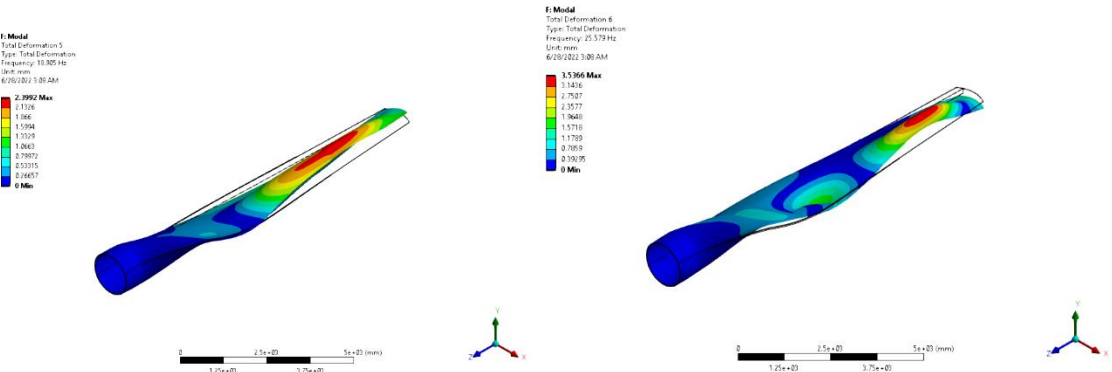 F: Modal
Total Deformation 5
Type: Total Deformation
Frequency: 18.905 Hz
Unit: mm
6/28/2022 3:08 AM
2.3992 Max
2.1326
1.866
1.5994
1.3329
1.0663
0.79972
0.53315
0.26657
0 Min
0 2.5e+03 5e+03 (mm)
1.25e+03 3.75e+03
Y
Z X
F: Modal
Total Deformation 6
Type: Total Deformation
Frequency: 25.579 Hz
Unit: mm
6/28/2022 3:08 AM
3.5366 Max
3.1436
2.7507
2.3577
1.9648
1.5718
1.1789
0.7859
0.39295
0 Min
0 2.5e+03 5e+03 (mm)
1.25e+03 3.75e+03
Y
Z X